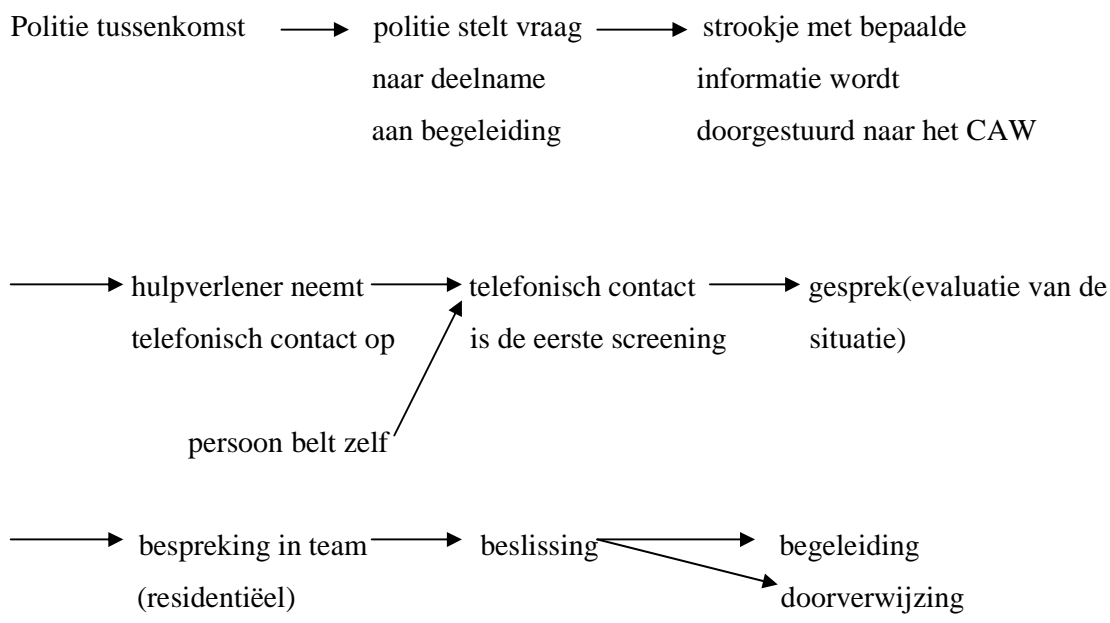 Politie tussenkomst
politie stelt vraag
naar deelname
aan begeleiding
strookje met bepaalde
informatie wordt
doorgestuurd naar het CAW
hulpverlener neemt
telefonisch contact op
telefonisch contact
is de eerste screening
gesprek(evaluatie van de
situatie)
persoon belt zelf
bespreking in team
(residentiëel)
beslissing
begeleiding
doorverwijzing